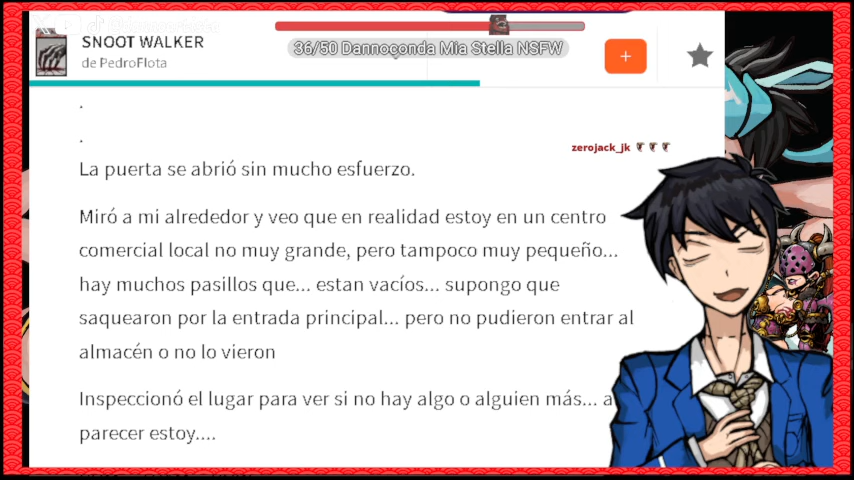 SNOOT WALKER
de PedroFlota
36/50 Dannoconda Mia Stella NSFW
+
.
.
zerojack_jk
La puerta se abrió sin mucho esfuerzo.
Miró a mi alrededor y veo que en realidad estoy en un centro
comercial local no muy grande, pero tampoco muy pequeño...
hay muchos pasillos que... estan vacíos... supongo que
saquearon por la entrada principal... pero no pudieron entrar al
almacén o no lo vieron
Inspeccionó el lugar para ver si no hay algo o alguien más... a
parecer estoy....